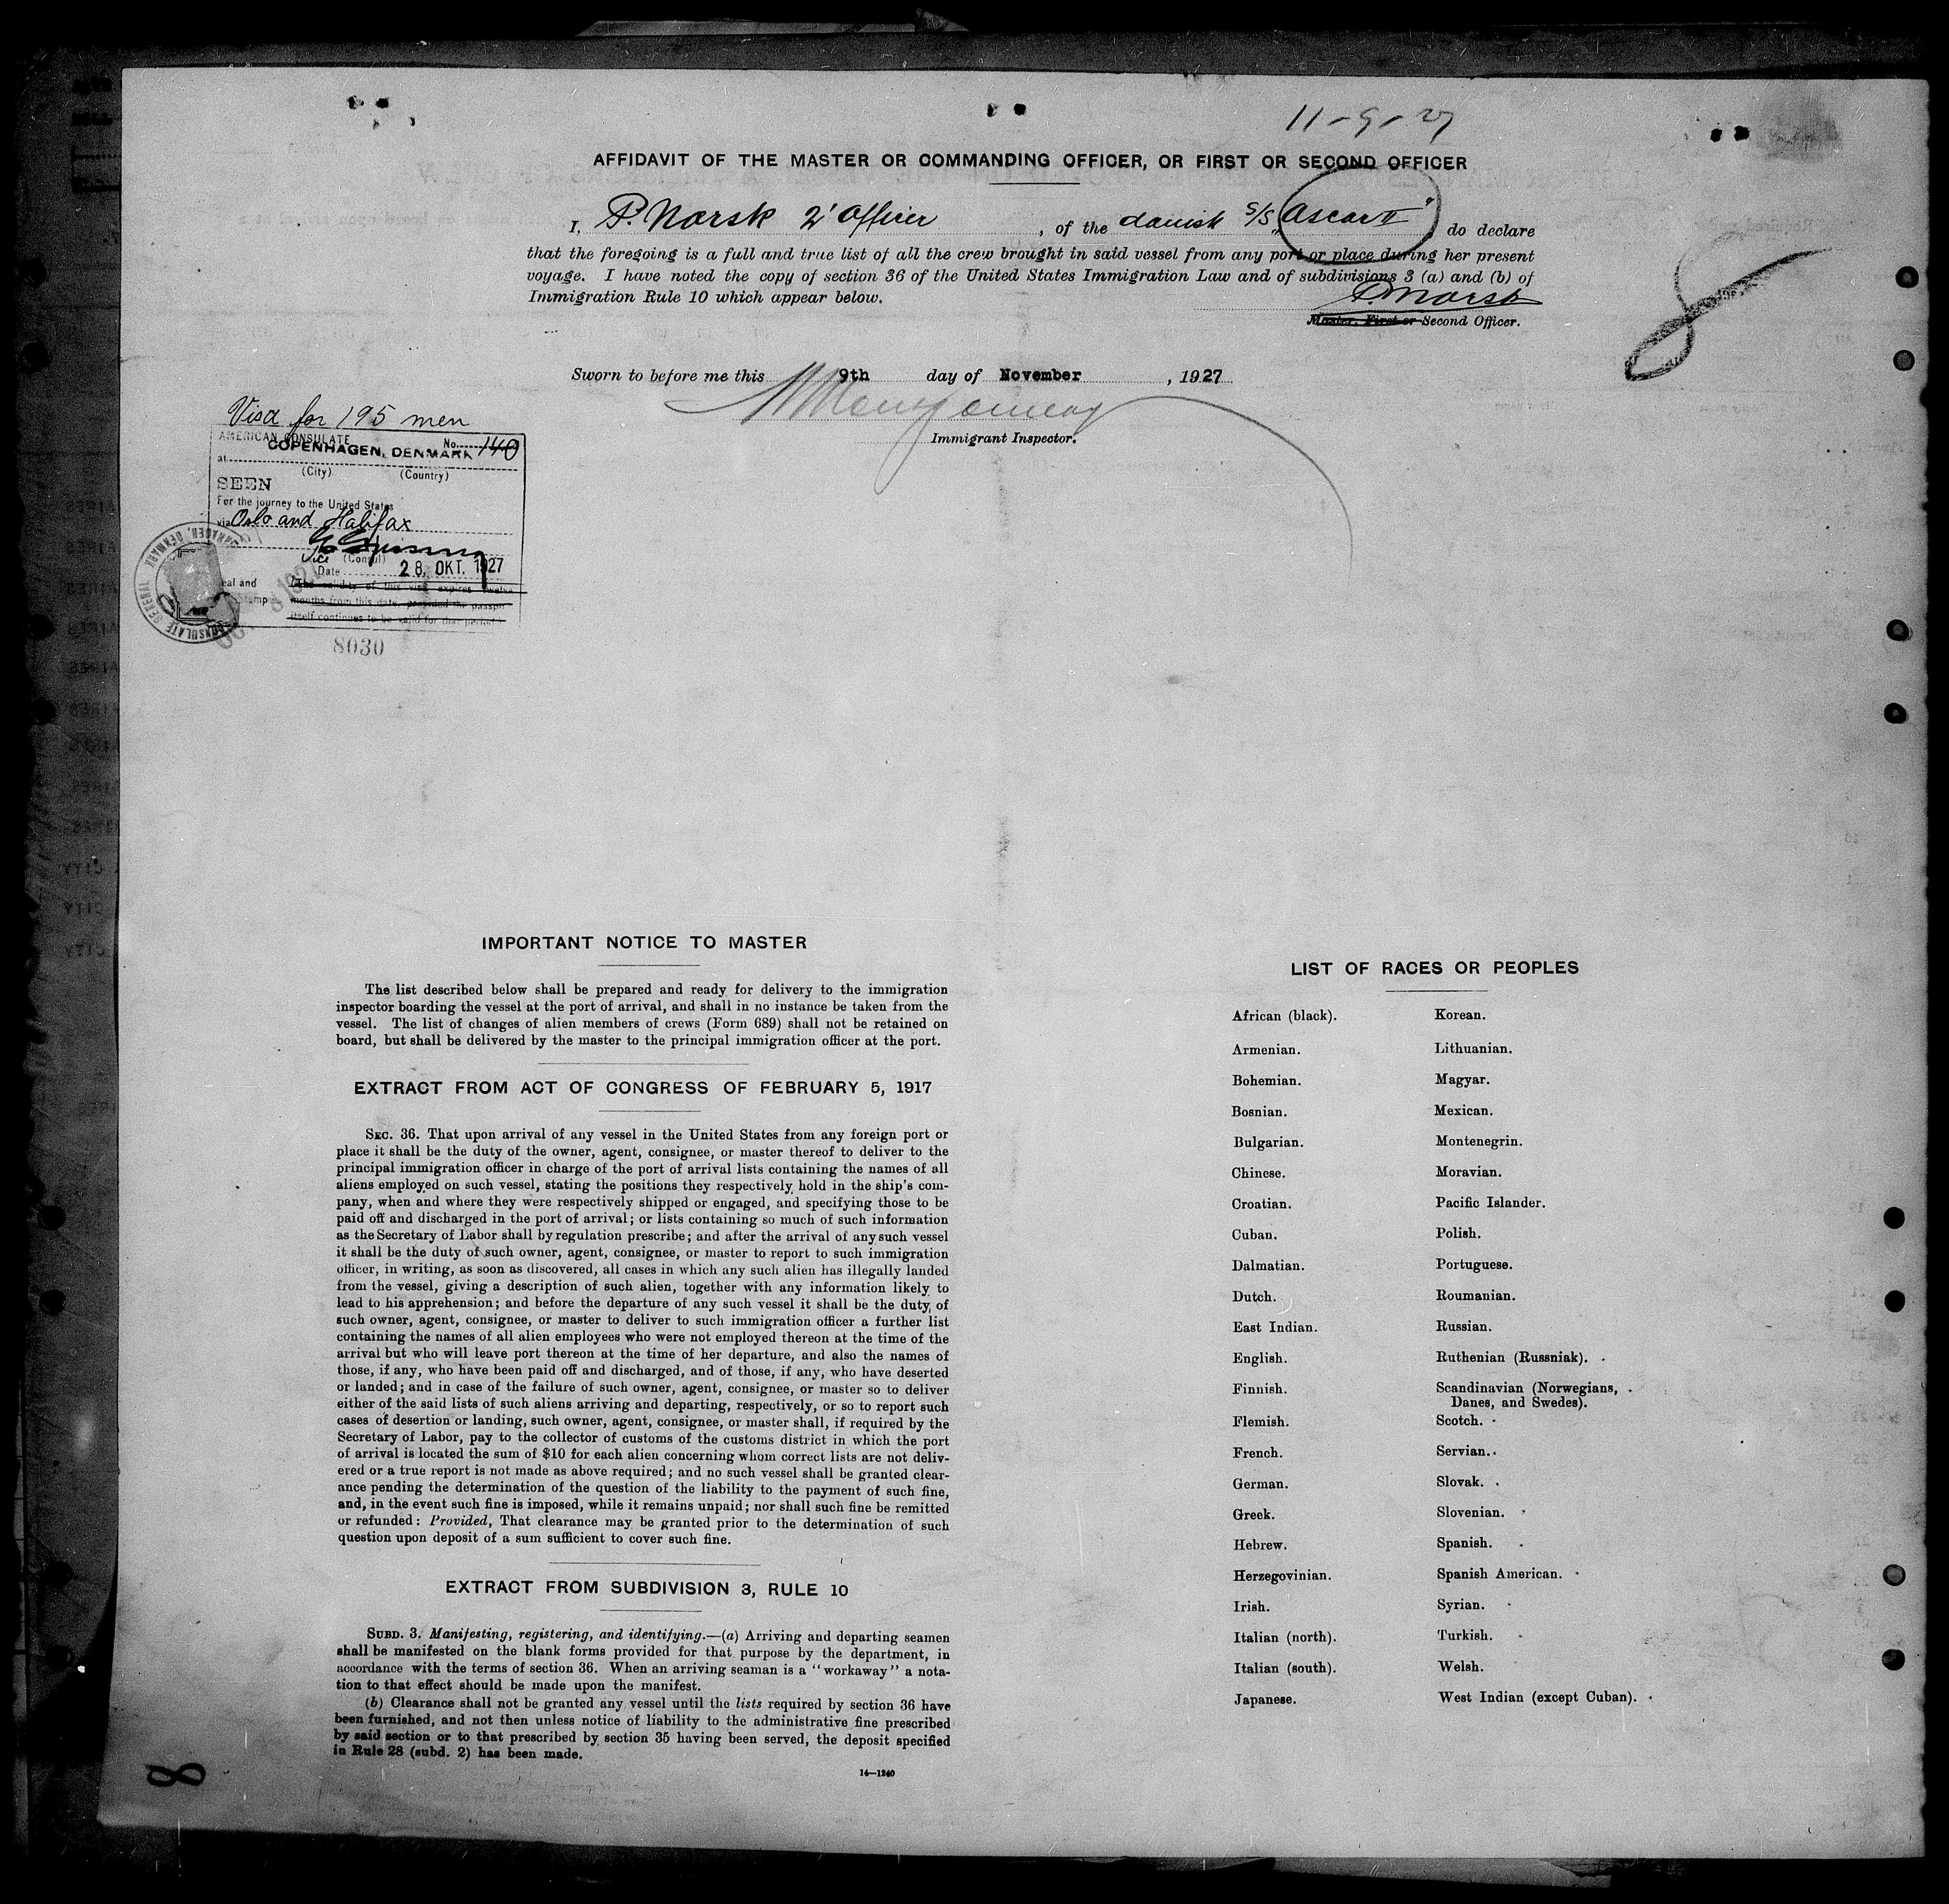 11-9-27
AFFIDAVIT OF THE MASTER OR COMMANDING OFFICER, OR FIRST OR SECOND OFFICER
I, P. Norsk 2' Officer, of the danish S/S „Oscar II" do declare
that the foregoing is a full and true list of all the crew brought in said vessel from any port or place during her present
voyage. I have noted the copy of section 36 of the United States Immigration Law and of subdivisions 3 (a) and (b) of
Immigration Rule 10 which appear below.
P. Norsk
Master, First or Second Officer.
8
Sworn to before me this 9th day of November, 1927
Montgomery
Immigrant Inspector.
Visa for 195 men
AMERICAN CONSULATE
COPENHAGEN, DENMARK No. 140
at
(City) (Country)
SEEN
For the journey to the United States
via Oslo and Halifax
Vice (Consul)
Date 28. OKT. 1927
Seal and (The validity of this visa expires twelve
stamp months from this date, provided the passport
itself continues to be valid for that period)
8030
IMPORTANT NOTICE TO MASTER
The list described below shall be prepared and ready for delivery to the immigration
inspector boarding the vessel at the port of arrival, and shall in no instance be taken from the
vessel. The list of changes of alien members of crews (Form 689) shall not be retained on
board, but shall be delivered by the master to the principal immigration officer at the port.
EXTRACT FROM ACT OF CONGRESS OF FEBRUARY 5, 1917
SEC. 36. That upon arrival of any vessel in the United States from any foreign port or
place it shall be the duty of the owner, agent, consignee, or master thereof to deliver to the
principal immigration officer in charge of the port of arrival lists containing the names of all
aliens employed on such vessel, stating the positions they respectively hold in the ship's com-
pany, when and where they were respectively shipped or engaged, and specifying those to be
paid off and discharged in the port of arrival; or lists containing so much of such information
as the Secretary of Labor shall by regulation prescribe; and after the arrival of any such vessel
it shall be the duty of such owner, agent, consignee, or master to report to such immigration
officer, in writing, as soon as discovered, all cases in which any such alien has illegally landed
from the vessel, giving a description of such alien, together with any information likely to
lead to his apprehension; and before the departure of any such vessel it shall be the duty of
such owner, agent, consignee, or master to deliver to such immigration officer a further list
containing the names of all alien employees who were not employed thereon at the time of the
arrival but who will leave port thereon at the time of her departure, and also the names of
those, if any, who have been paid off and discharged, and of those, if any, who have deserted
or landed; and in case of the failure of such owner, agent, consignee, or master so to deliver
either of the said lists of such aliens arriving and departing, respectively, or so to report such
cases of desertion or landing, such owner, agent, consignee, or master shall, if required by the
Secretary of Labor, pay to the collector of customs of the customs district in which the port
of arrival is located the sum of $10 for each alien concerning whom correct lists are not deliv-
ered or a true report is not made as above required; and no such vessel shall be granted clear-
ance pending the determination of the question of the liability to the payment of such fine,
and, in the event such fine is imposed, while it remains unpaid; nor shall such fine be remitted
or refunded: Provided, That clearance may be granted prior to the determination of such
question upon deposit of a sum sufficient to cover such fine.
EXTRACT FROM SUBDIVISION 3, RULE 10
SUBD. 3. Manifesting, registering, and identifying.—(a) Arriving and departing seamen
shall be manifested on the blank forms provided for that purpose by the department, in
accordance with the terms of section 36. When an arriving seaman is a "workaway" a nota-
tion to that effect should be made upon the manifest.
(b) Clearance shall not be granted any vessel until the lists required by section 36 have
been furnished, and not then unless notice of liability to the administrative fine prescribed
by said section or to that prescribed by section 35 having been served, the deposit specified
in Rule 28 (subd. 2) has been made.
14—1240
8
LIST OF RACES OR PEOPLES
African (black).
Armenian.
Bohemian.
Bosnian.
Bulgarian.
Chinese.
Croatian.
Cuban.
Dalmatian.
Dutch.
East Indian.
English.
Finnish.
Flemish.
French.
German.
Greek.
Hebrew.
Herzegovinian.
Irish.
Italian (north).
Italian (south).
Japanese.
Korean.
Lithuanian.
Magyar.
Mexican.
Montenegrin.
Moravian.
Pacific Islander.
Polish.
Portuguese.
Roumanian.
Russian.
Ruthenian (Russniak).
Scandinavian (Norwegians,
Danes, and Swedes).
Scotch.
Servian.
Slovak.
Slovenian.
Spanish.
Spanish American.
Syrian.
Turkish.
Welsh.
West Indian (except Cuban).